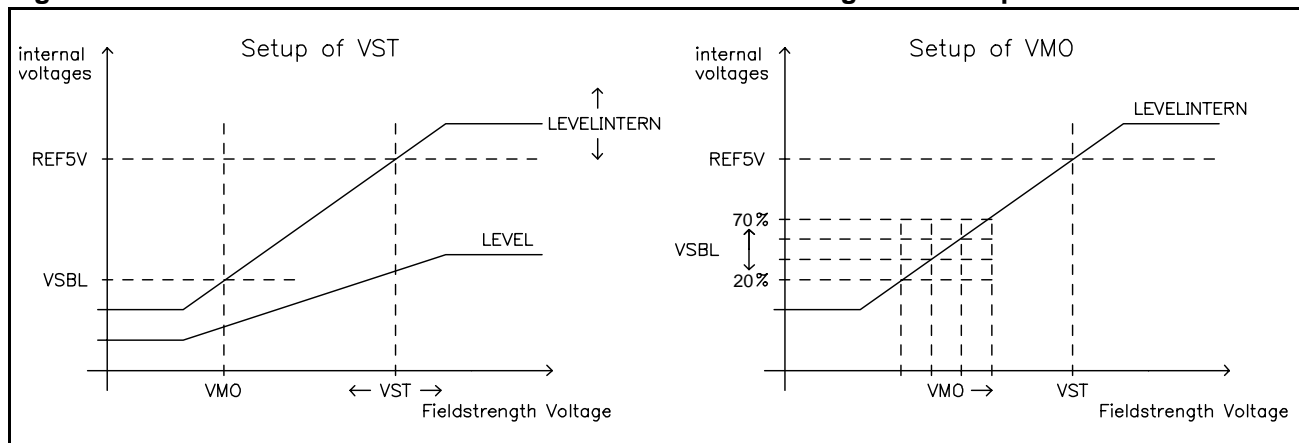 Setup of VST
internal
voltages
LEVELINTERN
REF5V
LEVEL
VSBL
VMO
← VST →
Fieldstrength Voltage
Setup of VMO
internal
voltages
LEVELINTERN
REF5V
70%
VSBL
20%
VMO →
VST
Fieldstrength Voltage